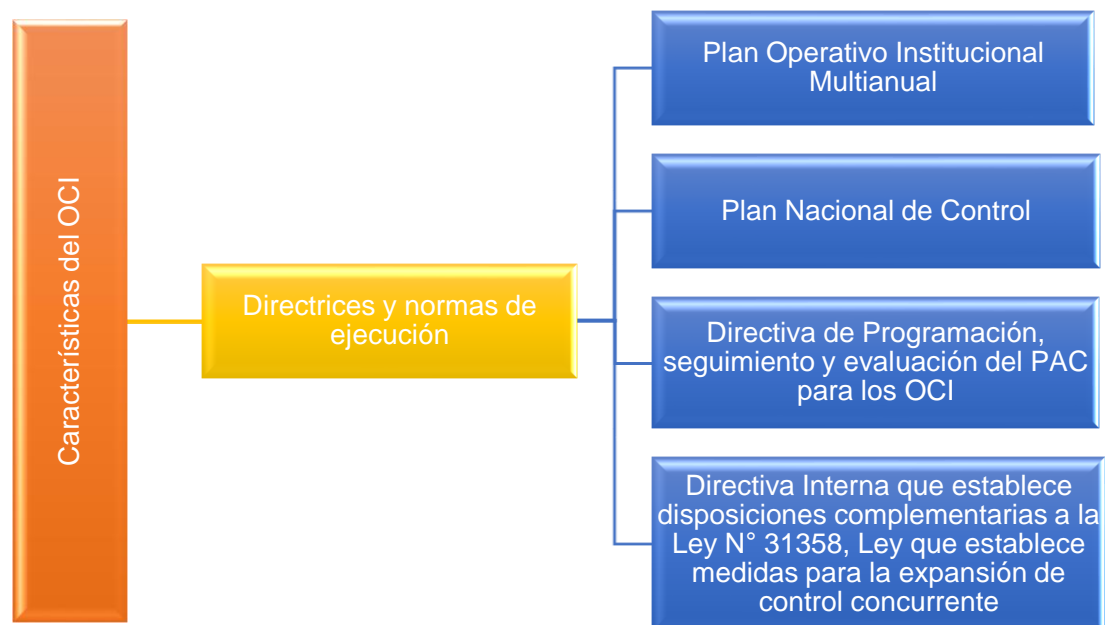 Características del OCI
Directrices y normas de
ejecución
Plan Operativo Institucional
Multianual
Plan Nacional de Control
Directiva de Programación,
seguimiento y evaluación del PAC
para los OCI
Directiva Interna que establece
disposiciones complementarias a la
Ley N° 31358, Ley que establece
medidas para la expansión de
control concurrente